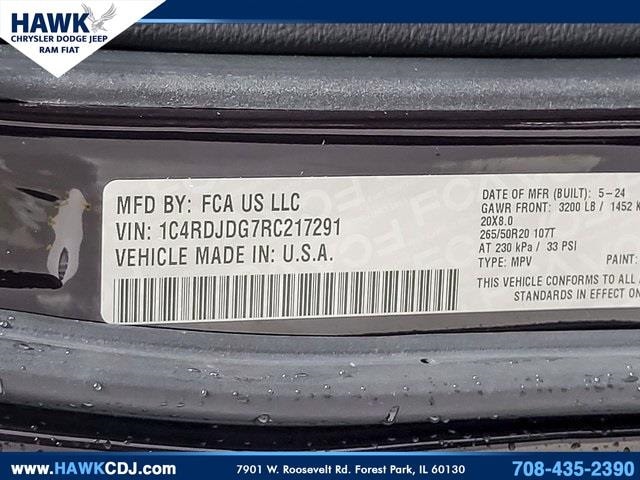 HAWK
CHRYSLER DODGE JEEP
RAM FIAT
MFD BY: FCA US LLC
VIN: 1C4RDJDG7RC217291
VEHICLE MADE IN: U.S.A.
DATE OF MFR (BUILT): 5-24
GAWR FRONT: 3200 LB / 1452 K
20X8.0
265/50R20 107T
AT 230 kPa / 33 PSI
TYPE: MPV PAINT:
THIS VEHICLE CONFORMS TO ALL
STANDARDS IN EFFECT ON
www.HAWKCDJ.com
7901 W. Roosevelt Rd. Forest Park, IL 60130
708-435-2390